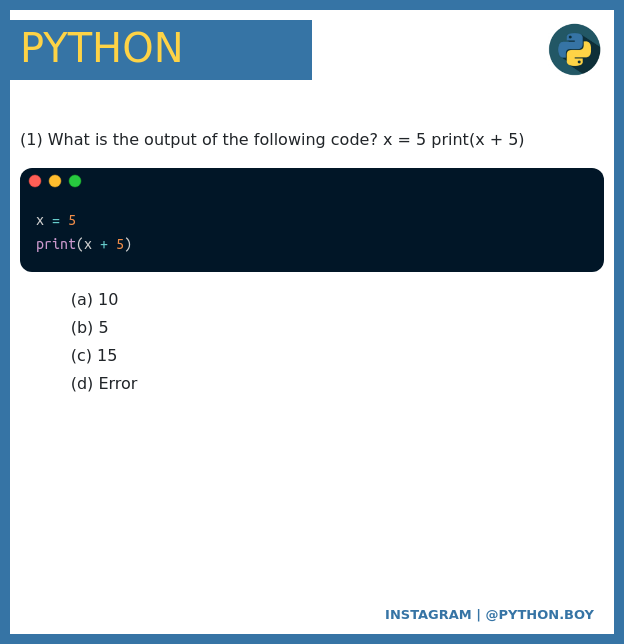 PYTHON
(1) What is the output of the following code? x = 5 print(x + 5)
x = 5
print(x + 5)
(a) 10
(b) 5
(c) 15
(d) Error
INSTAGRAM | @PYTHON.BOY